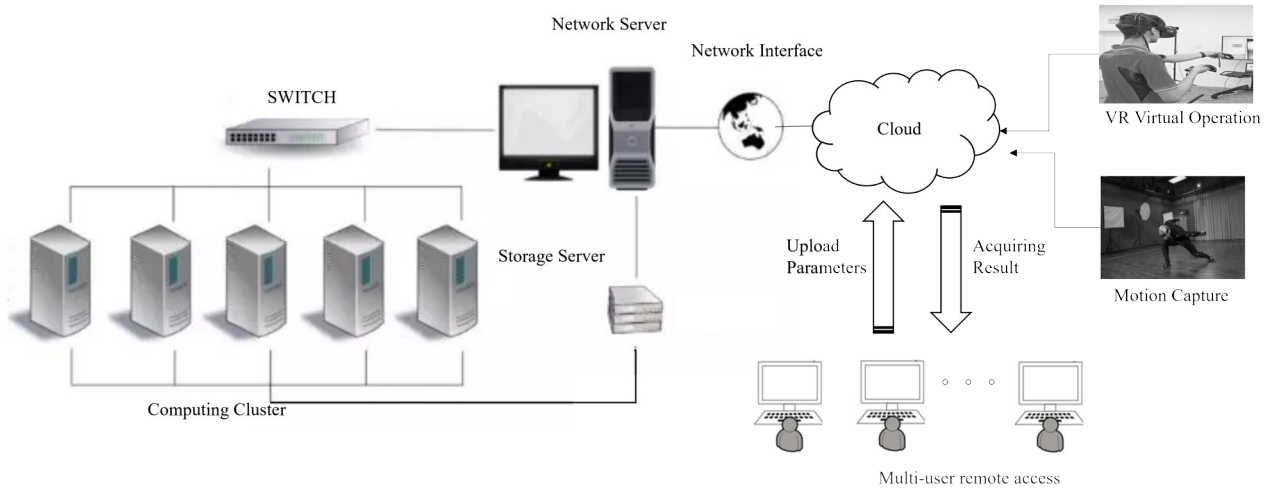 Network Server
Network Interface
SWITCH
Cloud
VR Virtual Operation
Storage Server
Upload
Parameters
Acquiring
Result
Motion Capture
Computing Cluster
Multi-user remote access